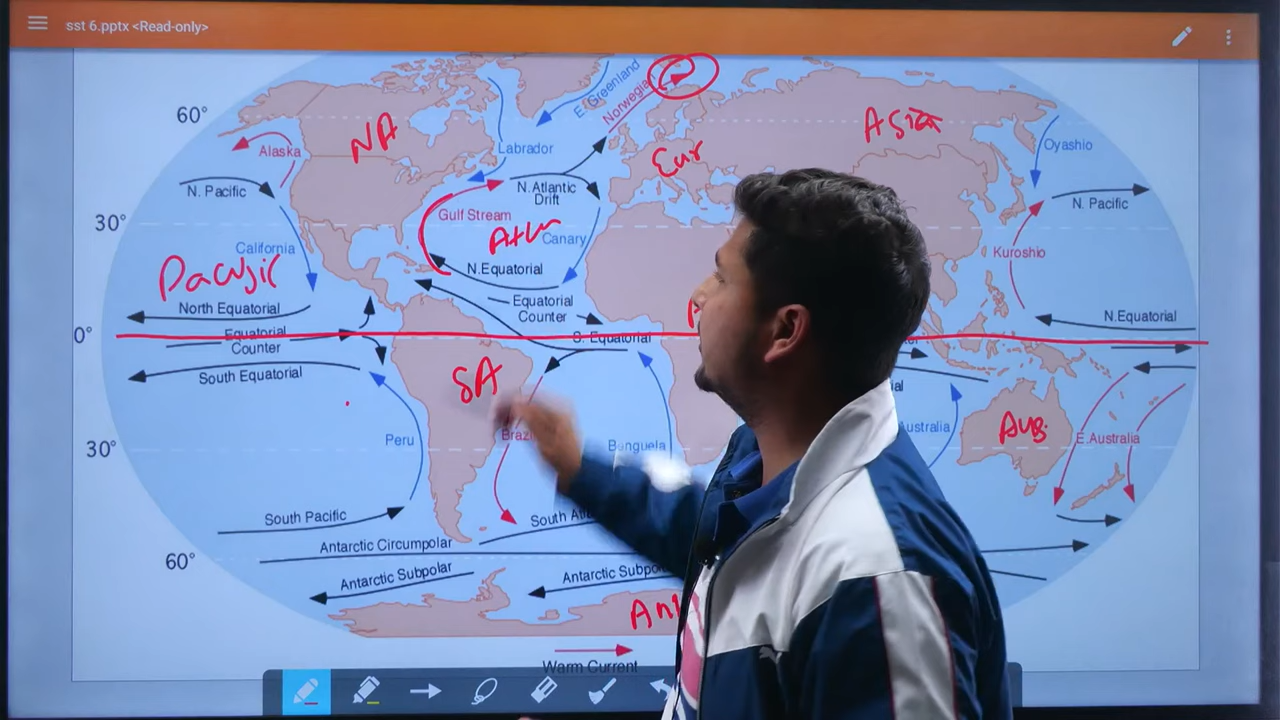 sst 6.pptx <Read-only>
60°
NA
E. Greenland
Norwegia
Asia
Alaska
Labrador
Eur
Oyashio
N. Pacific
N. Atlantic
Drift
N. Pacific
30°
Gulf Stream
California
Canary
Kuroshio
Pacific
N.Equatorial
North Equatorial
Equatorial
Counter
N.Equatorial
0°
Equatorial
Counter
S. Equatorial
South Equatorial
SA
Aus
30°
Peru
Brazi
Benguela
Australia
E.Australia
South Pacific
South Atl
60°
Antarctic Circumpolar
Antarctic Subpolar
Antarctic Subpo
Ant
Warm Current